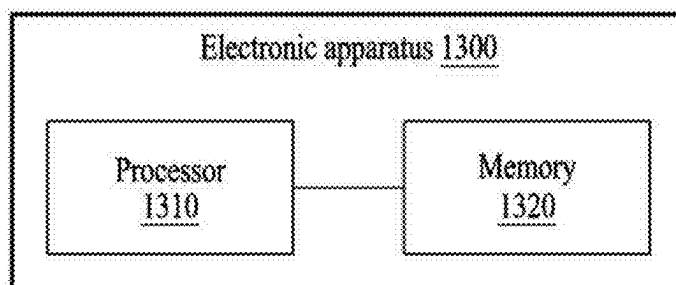 Electronic apparatus 1300
Processor
1310
Memory
1320